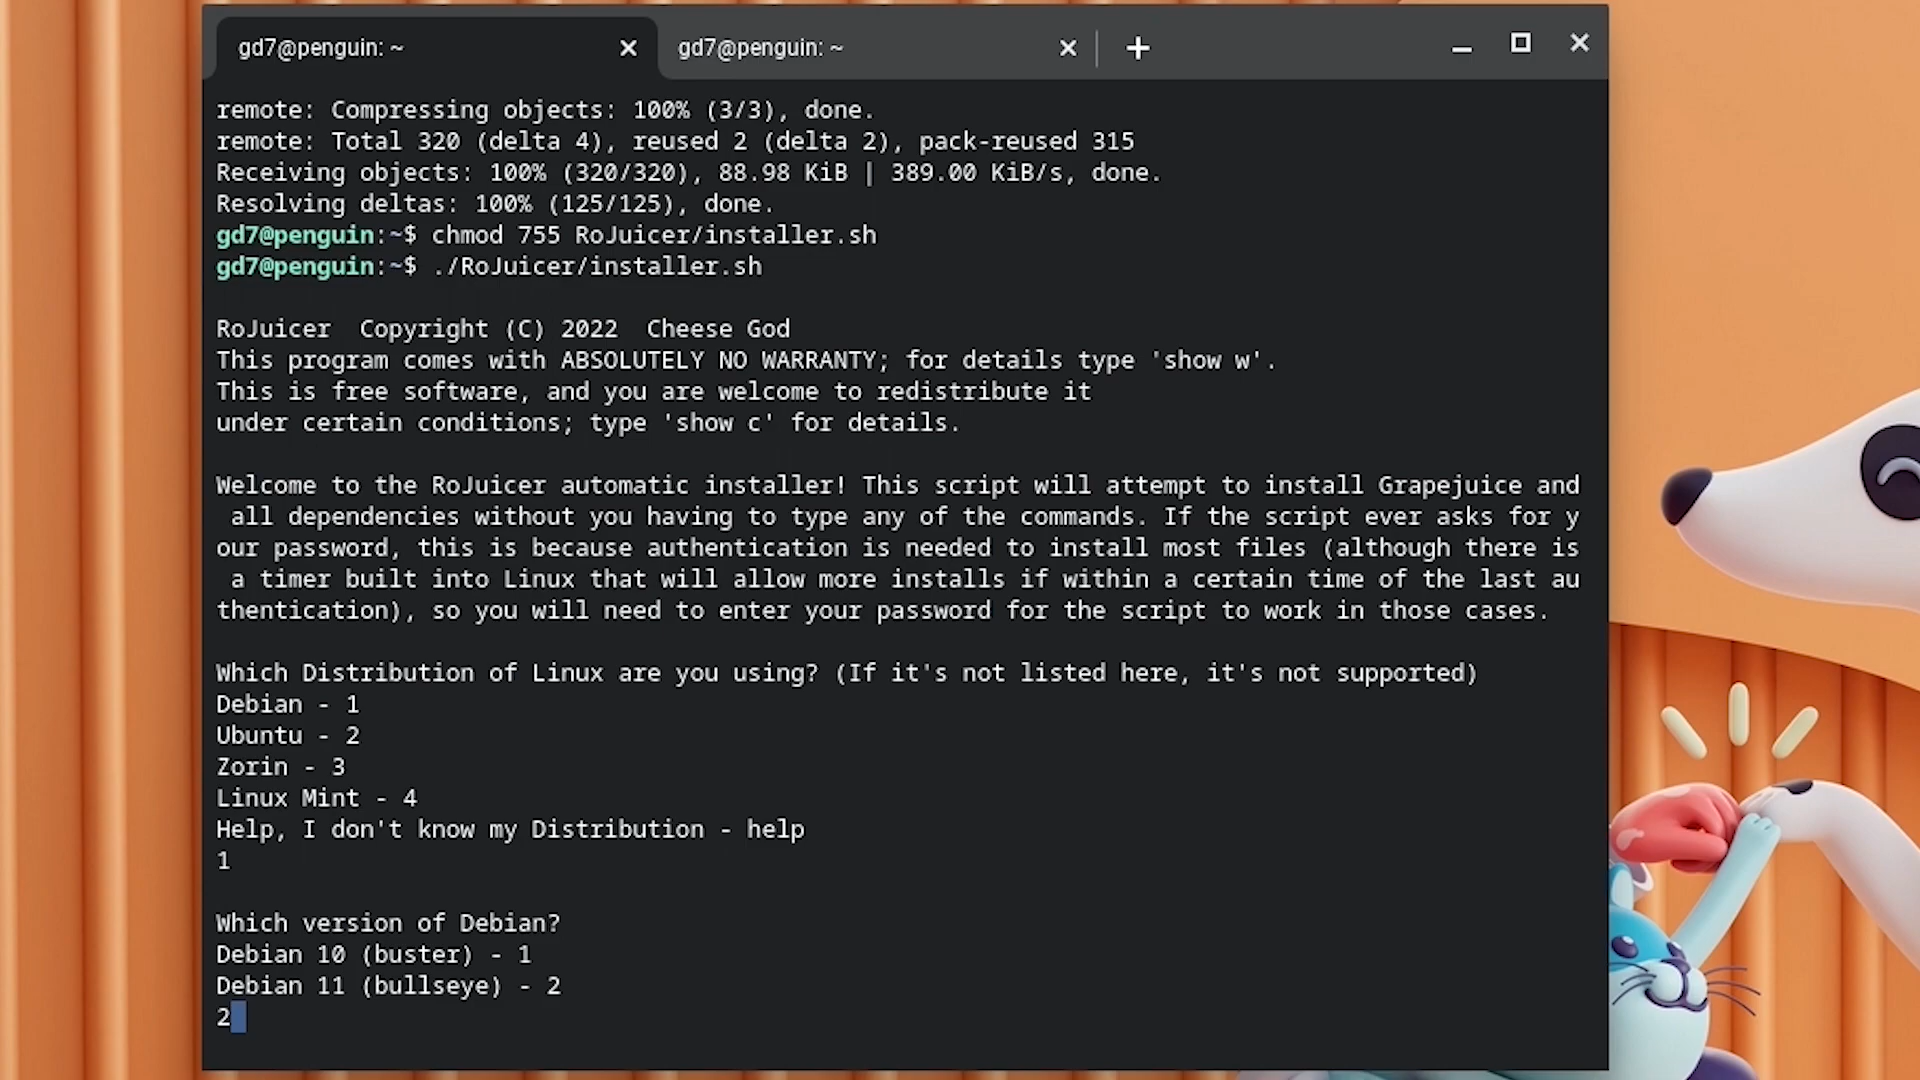 gd7@penguin: ~
gd7@penguin: ~
remote: Compressing objects: 100% (3/3), done.
remote: Total 320 (delta 4), reused 2 (delta 2), pack-reused 315
Receiving objects: 100% (320/320), 88.98 KiB | 389.00 KiB/s, done.
Resolving deltas: 100% (125/125), done.
gd7@penguin:~$ chmod 755 RoJuicer/installer.sh
gd7@penguin:~$ ./RoJuicer/installer.sh
RoJuicer  Copyright (C) 2022  Cheese God
This program comes with ABSOLUTELY NO WARRANTY; for details type 'show w'.
This is free software, and you are welcome to redistribute it
under certain conditions; type 'show c' for details.
Welcome to the RoJuicer automatic installer! This script will attempt to install Grapejuice and
 all dependencies without you having to type any of the commands. If the script ever asks for y
our password, this is because authentication is needed to install most files (although there is
 a timer built into Linux that will allow more installs if within a certain time of the last au
thentication), so you will need to enter your password for the script to work in those cases.
Which Distribution of Linux are you using? (If it's not listed here, it's not supported)
Debian - 1
Ubuntu - 2
Zorin - 3
Linux Mint - 4
Help, I don't know my Distribution - help
1
Which version of Debian?
Debian 10 (buster) - 1
Debian 11 (bullseye) - 2
2